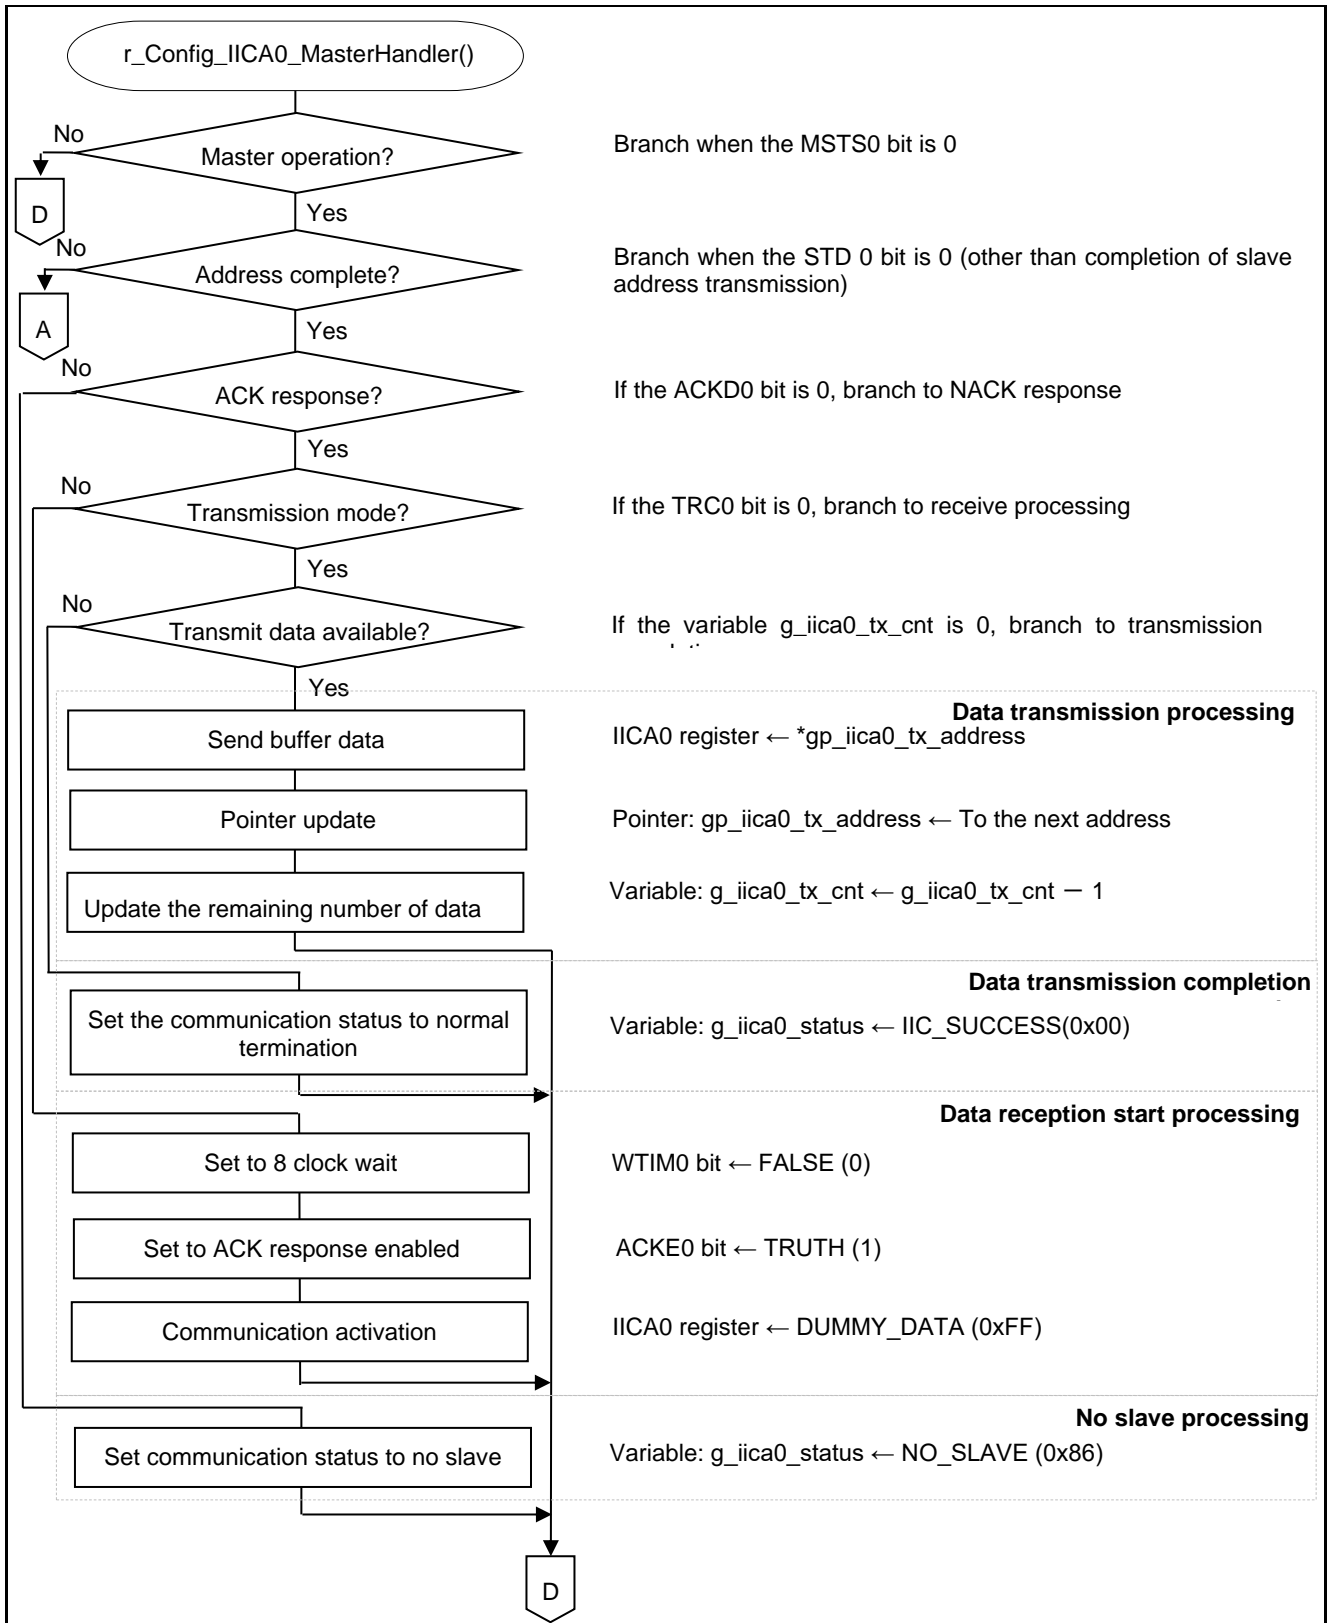 r_Config_IICA0_MasterHandler()
No
Master operation?
Branch when the MSTS0 bit is 0
D
Yes
No
Address complete?
Branch when the STD 0 bit is 0 (other than completion of slave
address transmission)
A
Yes
No
ACK response?
If the ACKD0 bit is 0, branch to NACK response
Yes
No
Transmission mode?
If the TRC0 bit is 0, branch to receive processing
Yes
No
Transmit data available?
If the variable g_iica0_tx_cnt is 0, branch to transmission
Yes
Data transmission processing
Send buffer data
IICA0 register ← *gp_iica0_tx_address
Pointer update
Pointer: gp_iica0_tx_address ← To the next address
Update the remaining number of data
Variable: g_iica0_tx_cnt ← g_iica0_tx_cnt － 1
Data transmission completion
Set the communication status to normal
termination
Variable: g_iica0_status ← IIC_SUCCESS(0x00)
Data reception start processing
Set to 8 clock wait
WTIM0 bit ← FALSE (0)
Set to ACK response enabled
ACKE0 bit ← TRUTH (1)
Communication activation
IICA0 register ← DUMMY_DATA (0xFF)
No slave processing
Set communication status to no slave
Variable: g_iica0_status ← NO_SLAVE (0x86)
D